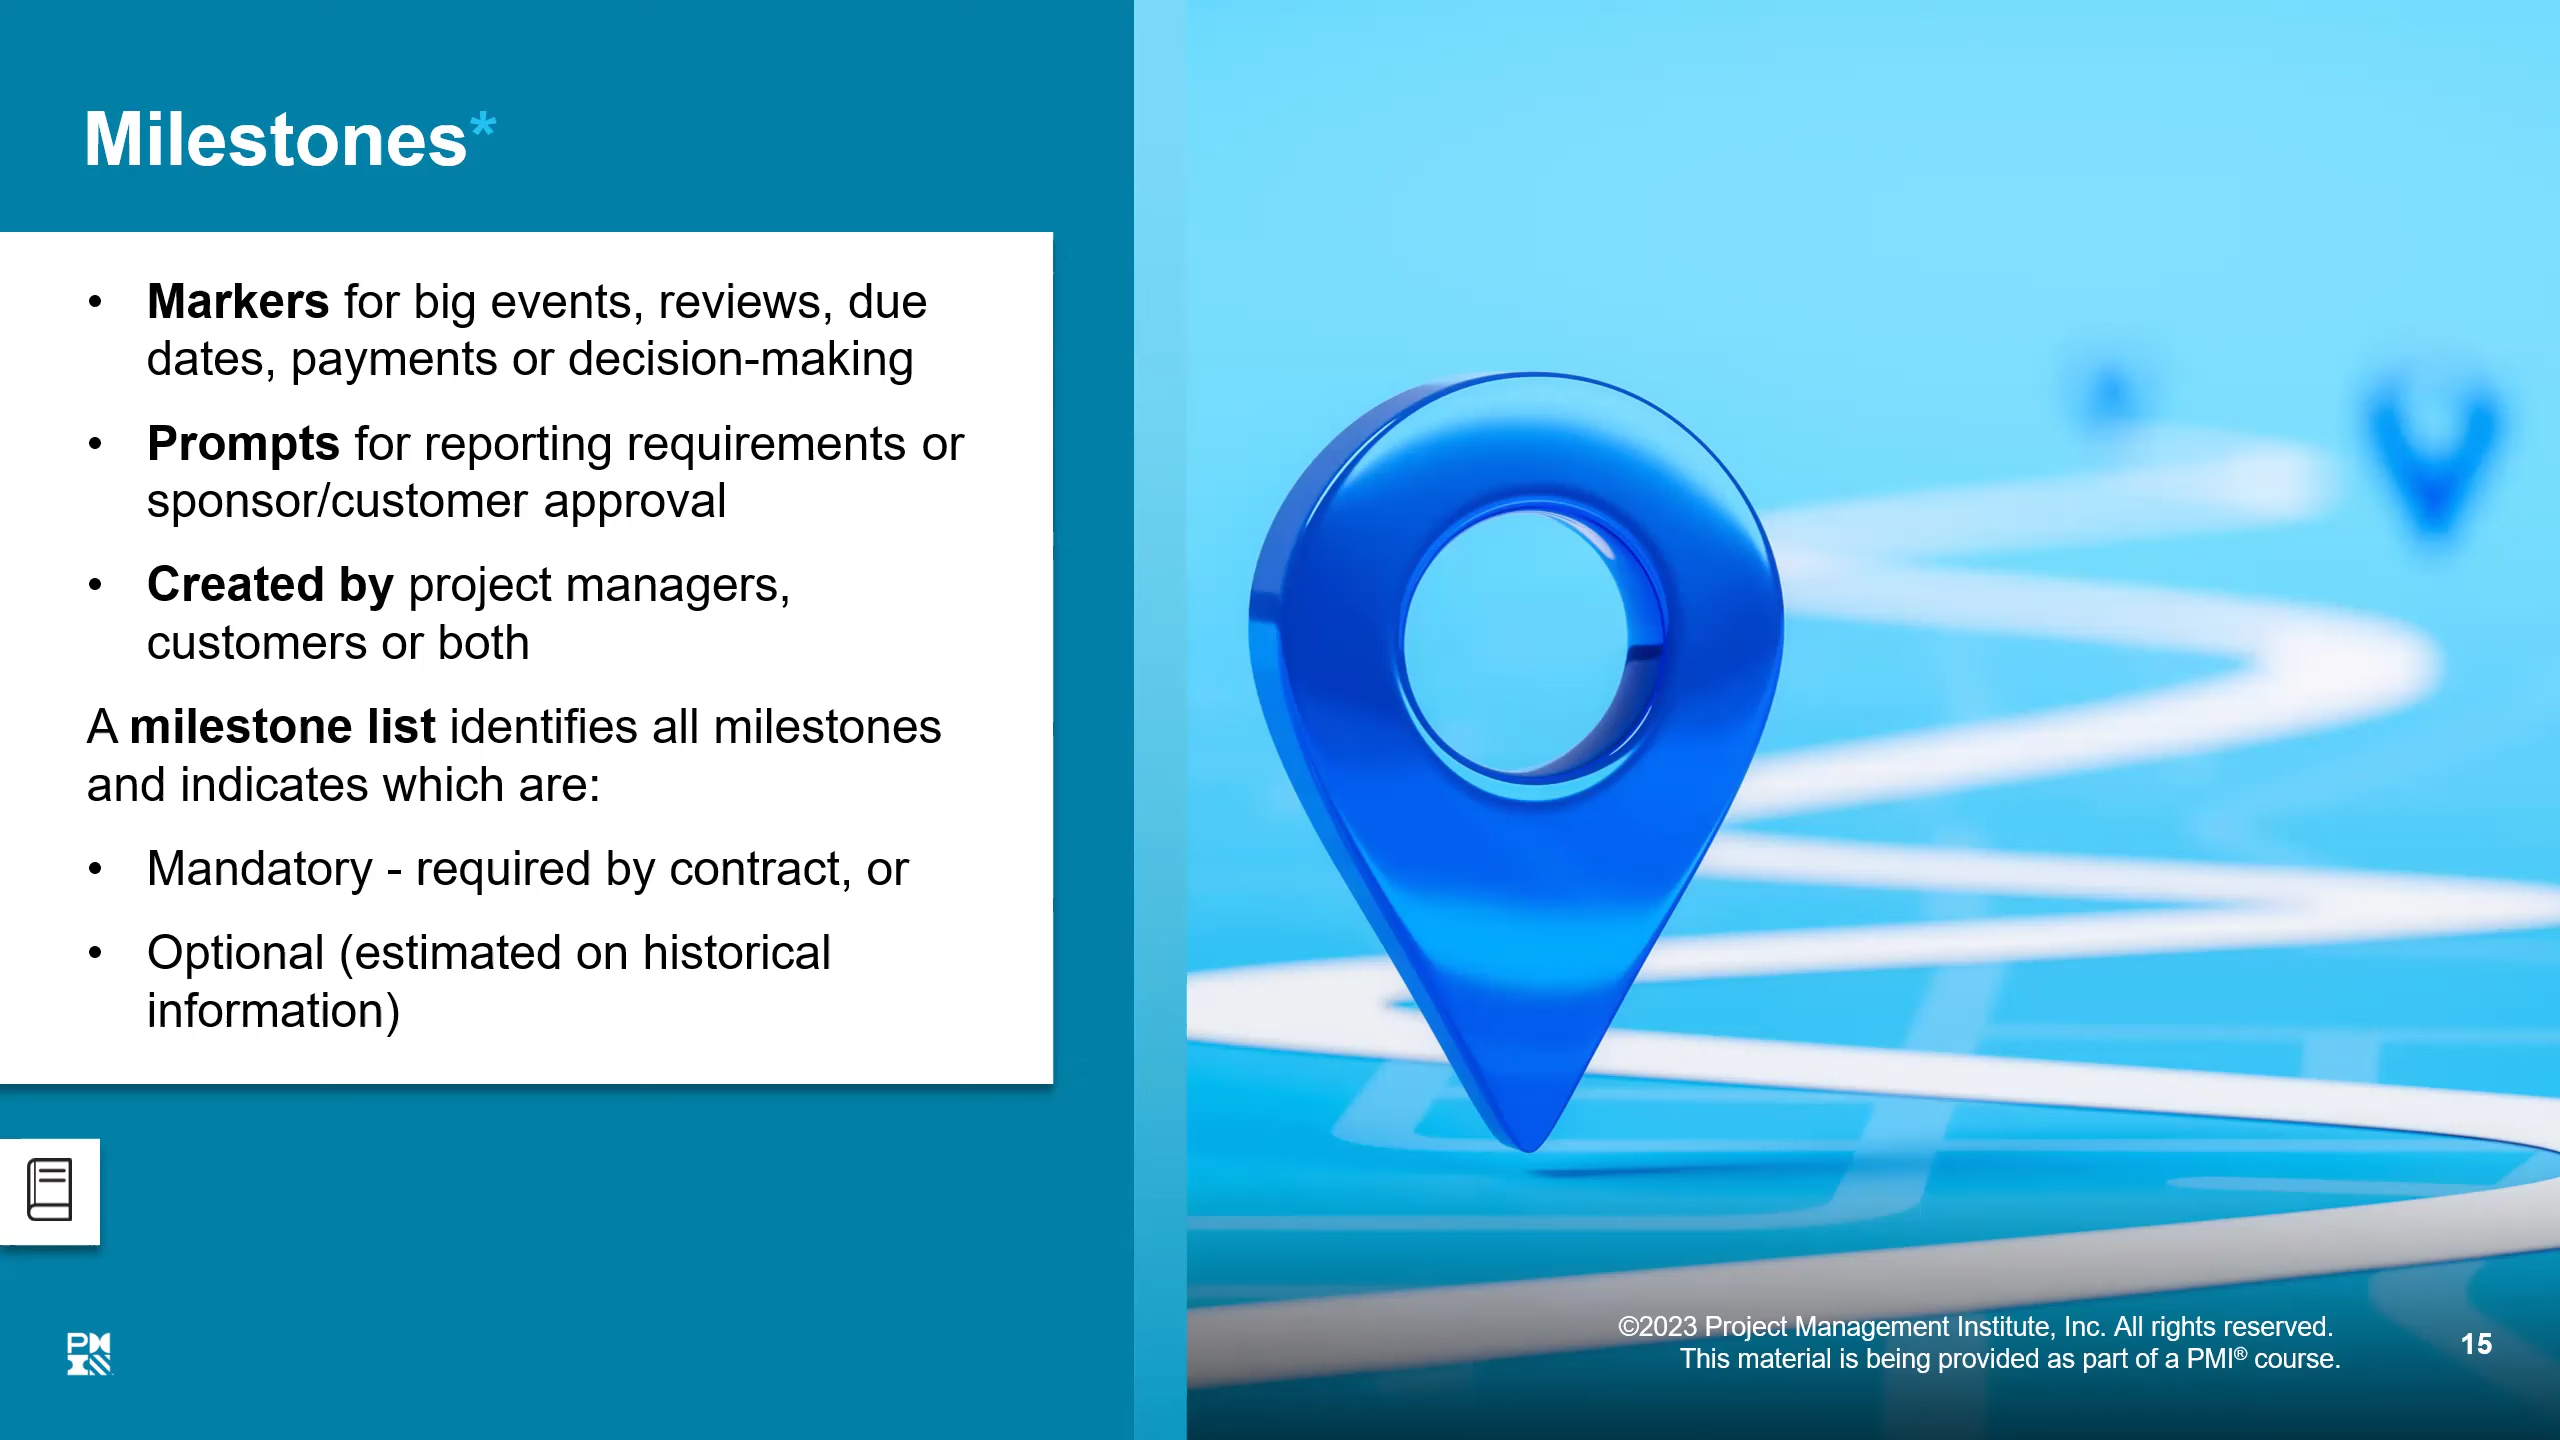 Milestones*
• Markers for big events, reviews, due
dates, payments or decision-making
• Prompts for reporting requirements or
sponsor/customer approval
• Created by project managers,
customers or both
A milestone list identifies all milestones
and indicates which are:
• Mandatory - required by contract, or
• Optional (estimated on historical
information)
©2023 Project Management Institute, Inc. All rights reserved.
This material is being provided as part of a PMI® course.
15